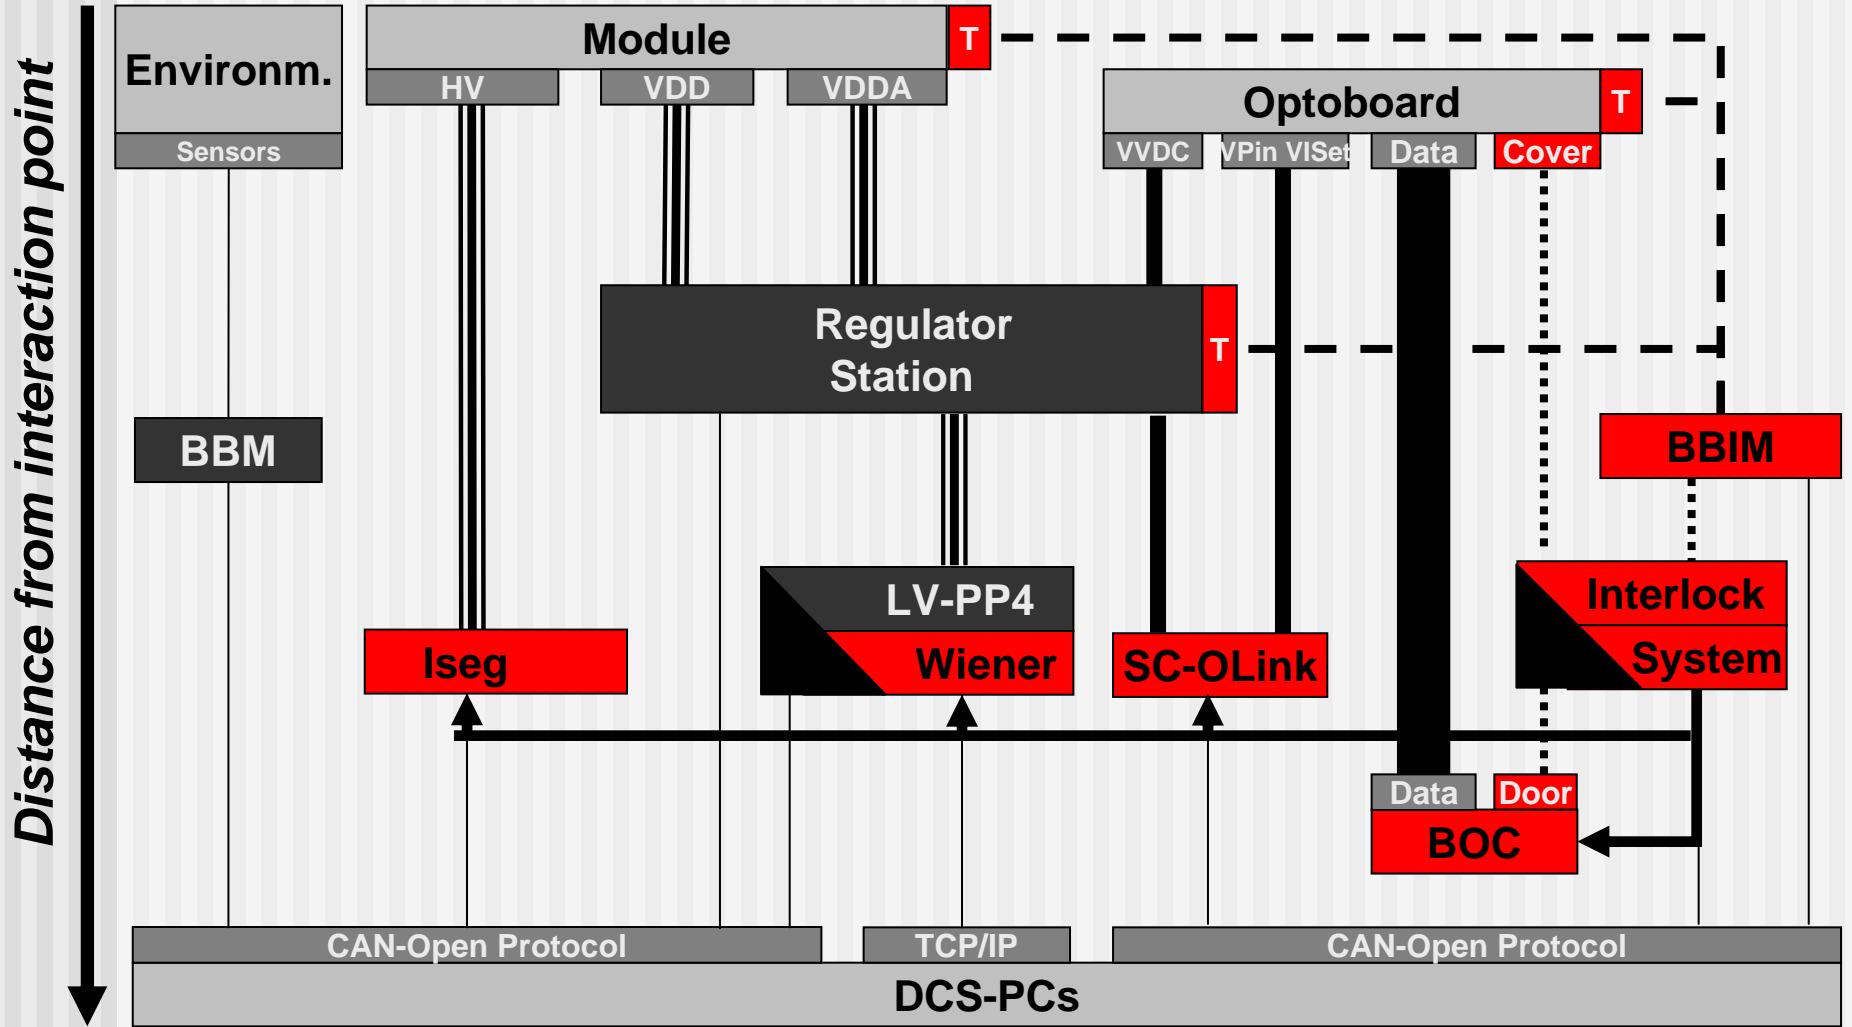 Distance from interaction point
Environm.
Sensors
Module
T
HV
VDD
VDDA
Optoboard
T
VVDC
VPin VISet
Data
Cover
Regulator
Station
T
BBM
BBIM
LV-PP4
Wiener
Iseg
SC-OLink
Interlock
System
Data
Door
BOC
CAN-Open Protocol
TCP/IP
CAN-Open Protocol
DCS-PCs